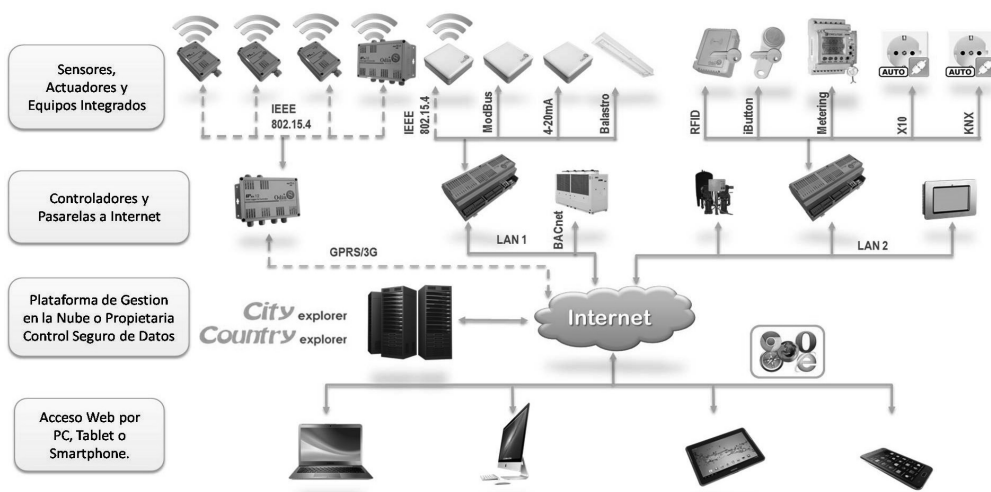 Sensores,
Actuadores y
Equipos Integrados
IEEE
802.15.4
IEEE
802.15.4
ModBus
4-20mA
Balastro
RFID
iButton
Metering
X10
KNX
AUTO
AUTO
Controladores y
Pasarelas a Internet
GPRS/3G
LAN 1
BACnet
LAN 2
Plataforma de Gestion
en la Nube o Propietaria
Control Seguro de Datos
City explorer
Country explorer
Internet
Acceso Web por
PC, Tablet o
Smartphone.